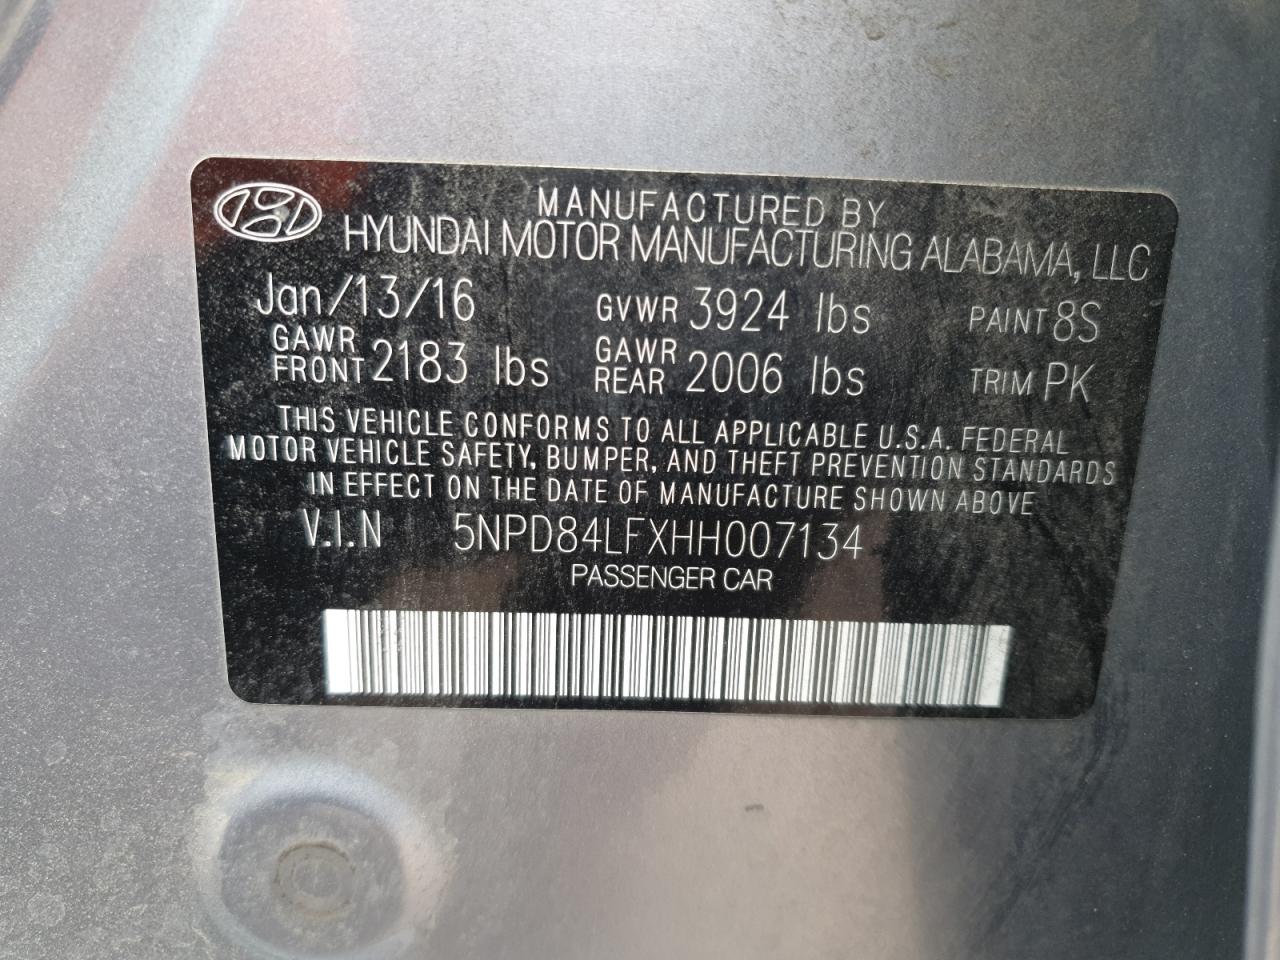 MANUFACTURED BY
HYUNDAI MOTOR MANUFACTURING ALABAMA, LLC
Jan/13/16 GVWR 3924 lbs PAINT 8S
GAWR FRONT 2183 lbs GAWR REAR 2006 lbs TRIM PK
THIS VEHICLE CONFORMS TO ALL APPLICABLE U.S.A. FEDERAL
MOTOR VEHICLE SAFETY, BUMPER, AND THEFT PREVENTION STANDARDS
IN EFFECT ON THE DATE OF MANUFACTURE SHOWN ABOVE
V.I.N 5NPD84LFXHH007134
PASSENGER CAR